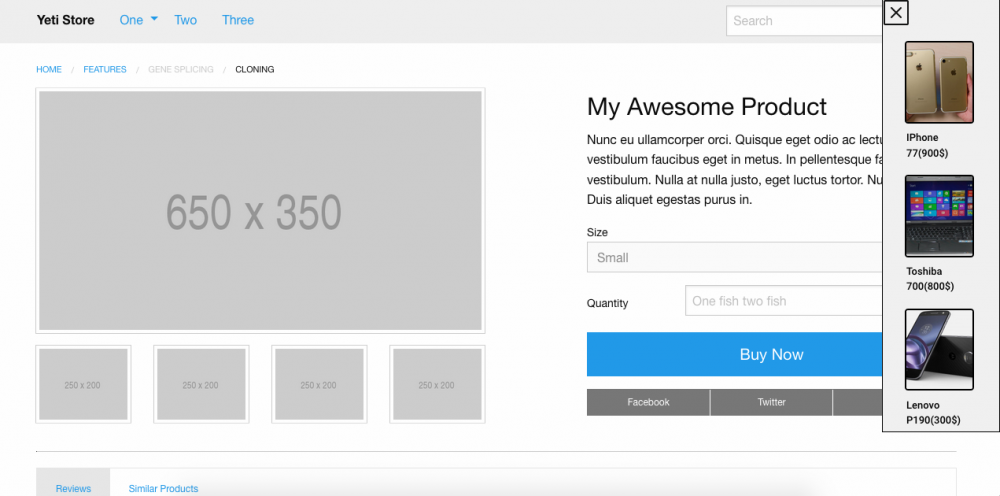 Yeti Store One Two Three Search
HOME / FEATURES / GENE SPLICING / CLONING
650 x 350
250 x 200 250 x 200 250 x 200 250 x 200
My Awesome Product
Nunc eu ullamcorper orci. Quisque eget odio ac
vestibulum faucibus eget in metus. In pellentesque
vestibulum. Nulla at nulla justo, eget luctus tortor.
Duis aliquet egestas purus in.
Size
Small
Quantity One fish two fish
Buy Now
Facebook Twitter
IPhone
77(900$)
Toshiba
700(800$)
Lenovo
P190(300$)
Reviews Similar Products